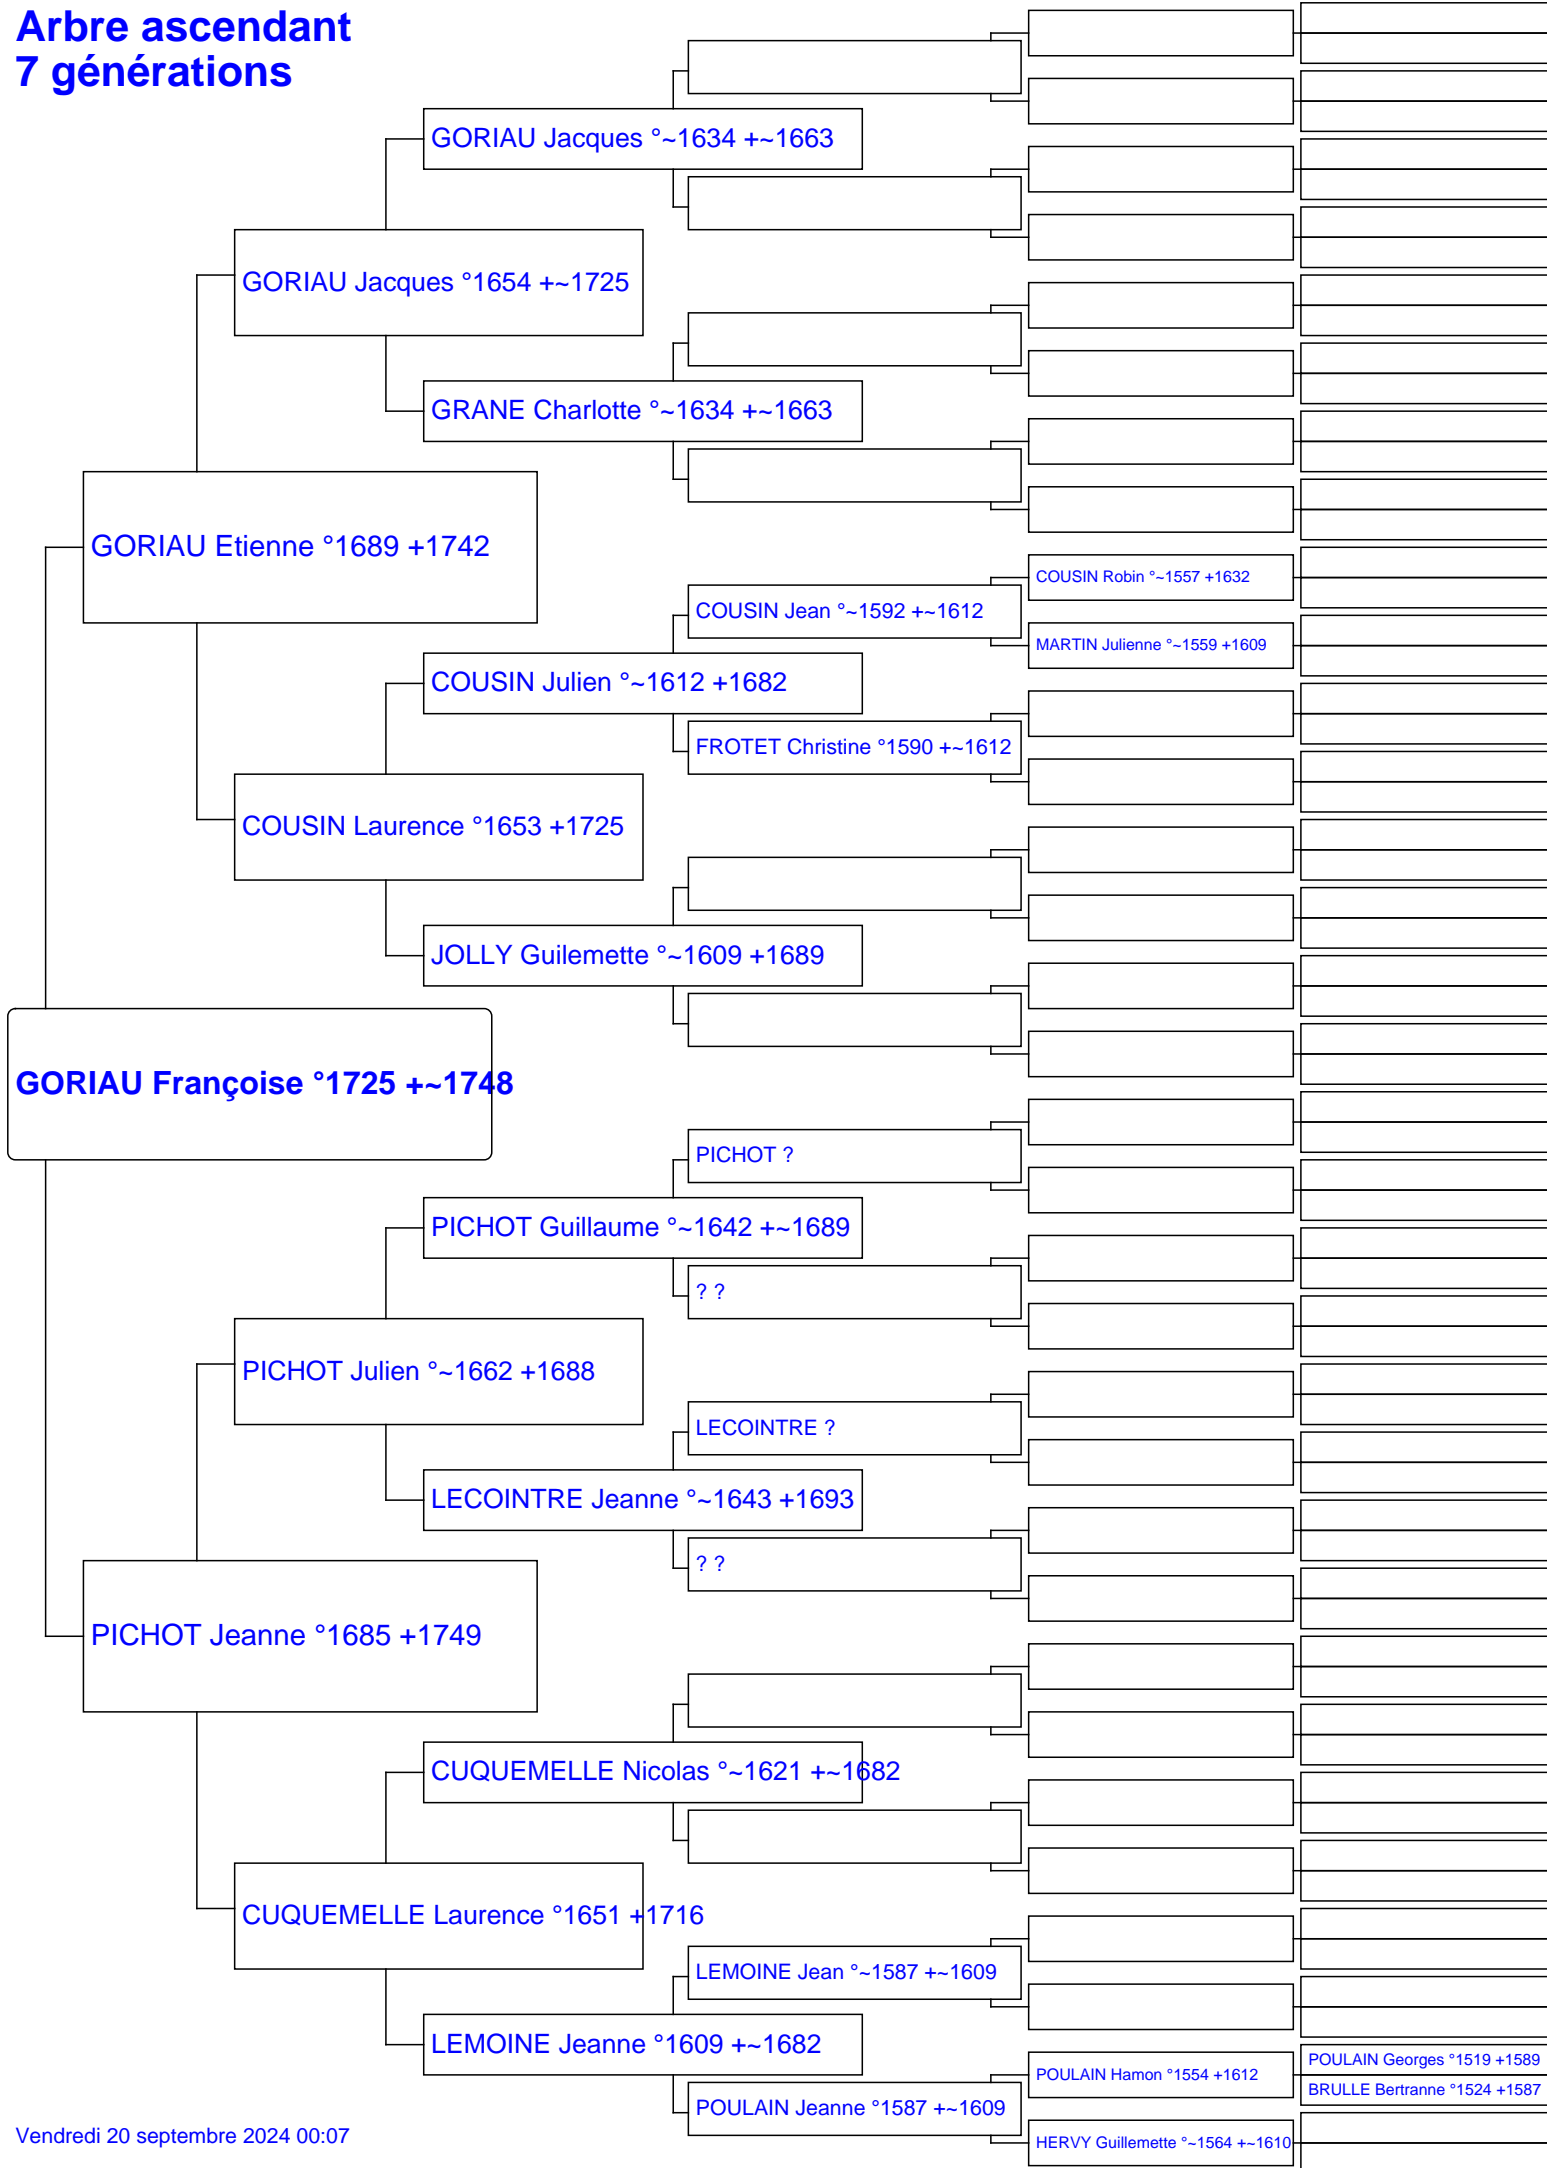 Arbre ascendant
7 générations
GORIAU Jacques °~1634 +~1663
GORIAU Jacques °1654 +~1725
GRANE Charlotte °~1634 +~1663
GORIAU Etienne °1689 +1742
COUSIN Robin °~1557 +1632
COUSIN Jean °~1592 +~1612
MARTIN Julienne °~1559 +1609
COUSIN Julien °~1612 +1682
FROTET Christine °1590 +~1612
COUSIN Laurence °1653 +1725
JOLLY Guilemette °~1609 +1689
GORIAU Françoise °1725 +~1748
PICHOT ?
PICHOT Guillaume °~1642 +~1689
? ?
PICHOT Julien °~1662 +1688
LECOINTRE ?
LECOINTRE Jeanne °~1643 +1693
? ?
PICHOT Jeanne °1685 +1749
CUQUEMELLE Nicolas °~1621 +~1682
CUQUEMELLE Laurence °1651 +1716
LEMOINE Jean °~1587 +~1609
LEMOINE Jeanne °1609 +~1682
POULAIN Georges °1519 +1589
POULAIN Hamon °1554 +1612
BRULLE Bertranne °1524 +1587
POULAIN Jeanne °1587 +~1609
HERVY Guillemette °~1564 +~1610
Vendredi 20 septembre 2024 00:07